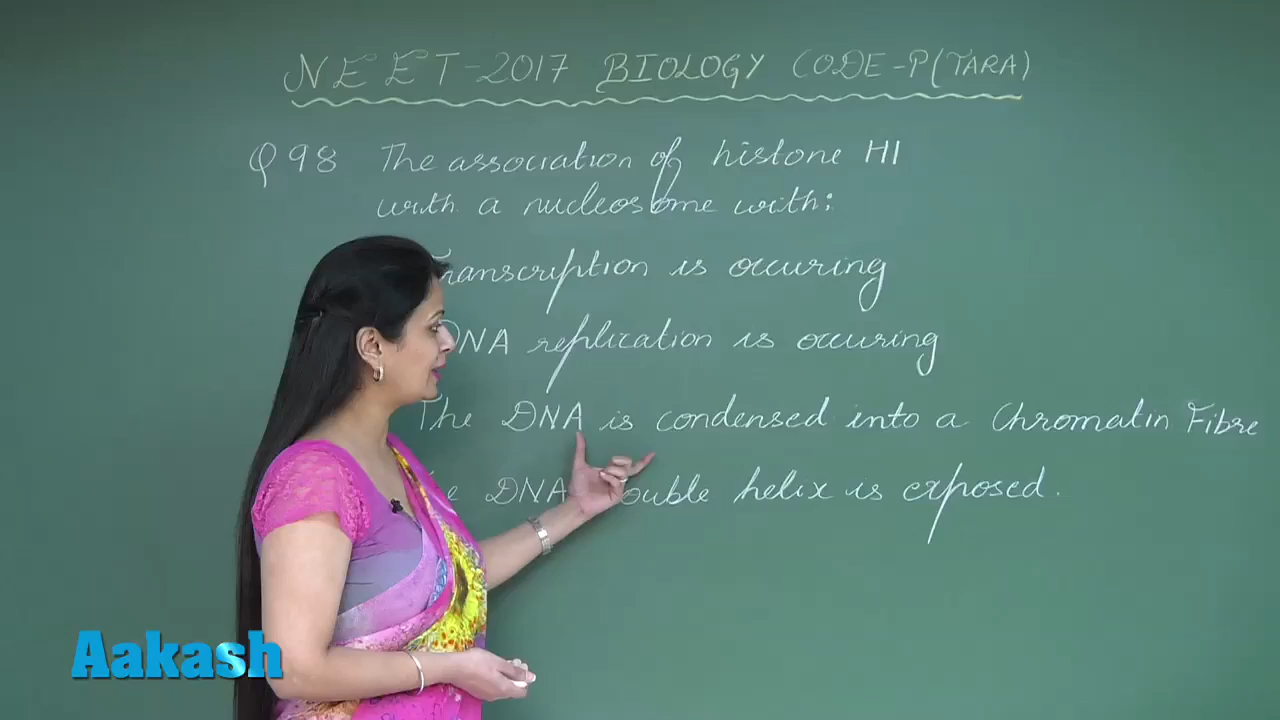 NEET-2017 BIOLOGY CODE-P(TARA)
Q98 The association of histone H1
with a nucleosome with:
Transcription is occuring
DNA replication is occuring
The DNA is condensed into a Chromatin Fibre
The DNA double helix is exposed.
Aakash